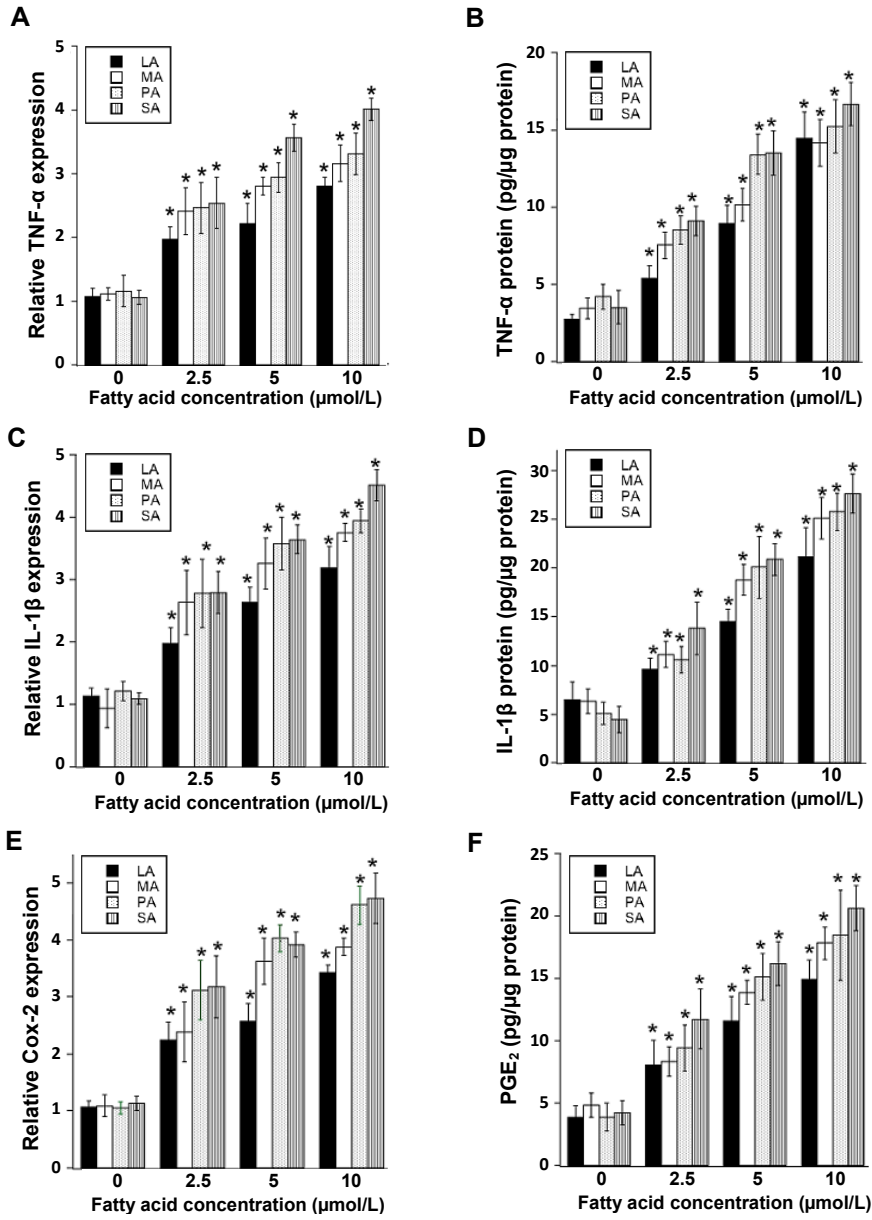 A
Relative TNF-α expression
5
4
3
2
1
0
LA
MA
PA
SA
* * * *
* * * *
* * * *
0 2.5 5 10
Fatty acid concentration (µmol/L)
B
TNF-α protein (pg/µg protein)
20
15
10
5
0
LA
MA
PA
SA
* * * *
* * * *
* * * *
0 2.5 5 10
Fatty acid concentration (µmol/L)
C
Relative IL-1β expression
5
4
3
2
1
0
LA
MA
PA
SA
* * * *
* * * *
* * * *
0 2.5 5 10
Fatty acid concentration (µmol/L)
D
IL-1β protein (pg/µg protein)
30
25
20
15
10
5
0
LA
MA
PA
SA
* * * *
* * * *
* * * *
0 2.5 5 10
Fatty acid concentration (µmol/L)
E
Relative Cox-2 expression
5
4
3
2
1
0
LA
MA
PA
SA
* * * *
* * * *
* * * *
0 2.5 5 10
Fatty acid concentration (µmol/L)
F
PGE₂ (pg/µg protein)
25
20
15
10
5
0
LA
MA
PA
SA
* * * *
* * * *
* * * *
0 2.5 5 10
Fatty acid concentration (µmol/L)